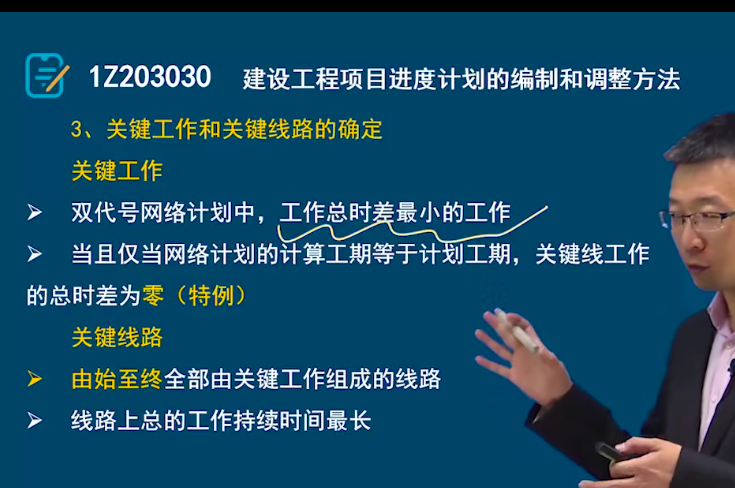 1Z203030 建设工程项目进度计划的编制和调整方法
3、关键工作和关键线路的确定
关键工作
双代号网络计划中，工作总时差最小的工作
当且仅当网络计划的计算工期等于计划工期，关键线工作
的总时差为零（特例）
关键线路
由始至终全部由关键工作组成的线路
线路上总的工作持续时间最长